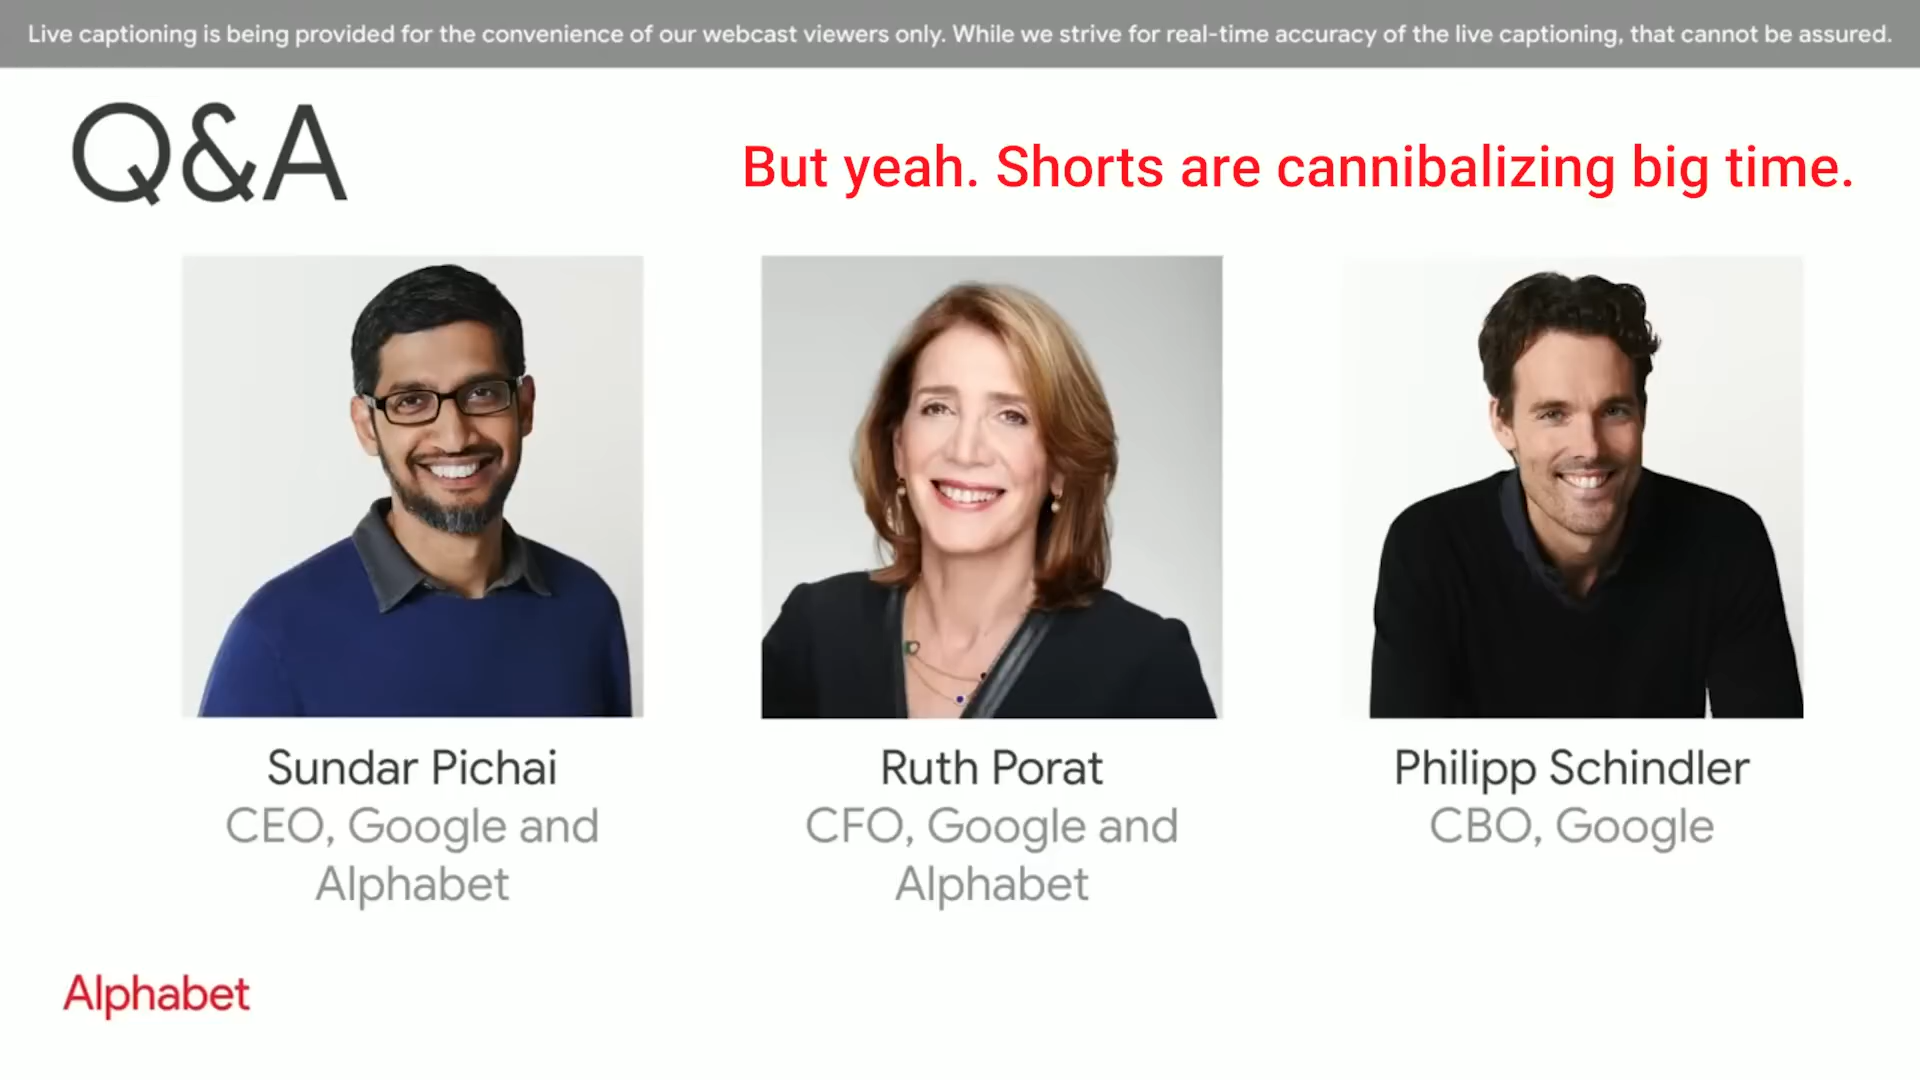 Live captioning is being provided for the convenience of our webcast viewers only. While we strive for real-time accuracy of the live captioning, that cannot be assured.
Q&A
But yeah. Shorts are cannibalizing big time.
Sundar Pichai
CEO, Google and
Alphabet
Ruth Porat
CFO, Google and
Alphabet
Philipp Schindler
CBO, Google
Alphabet